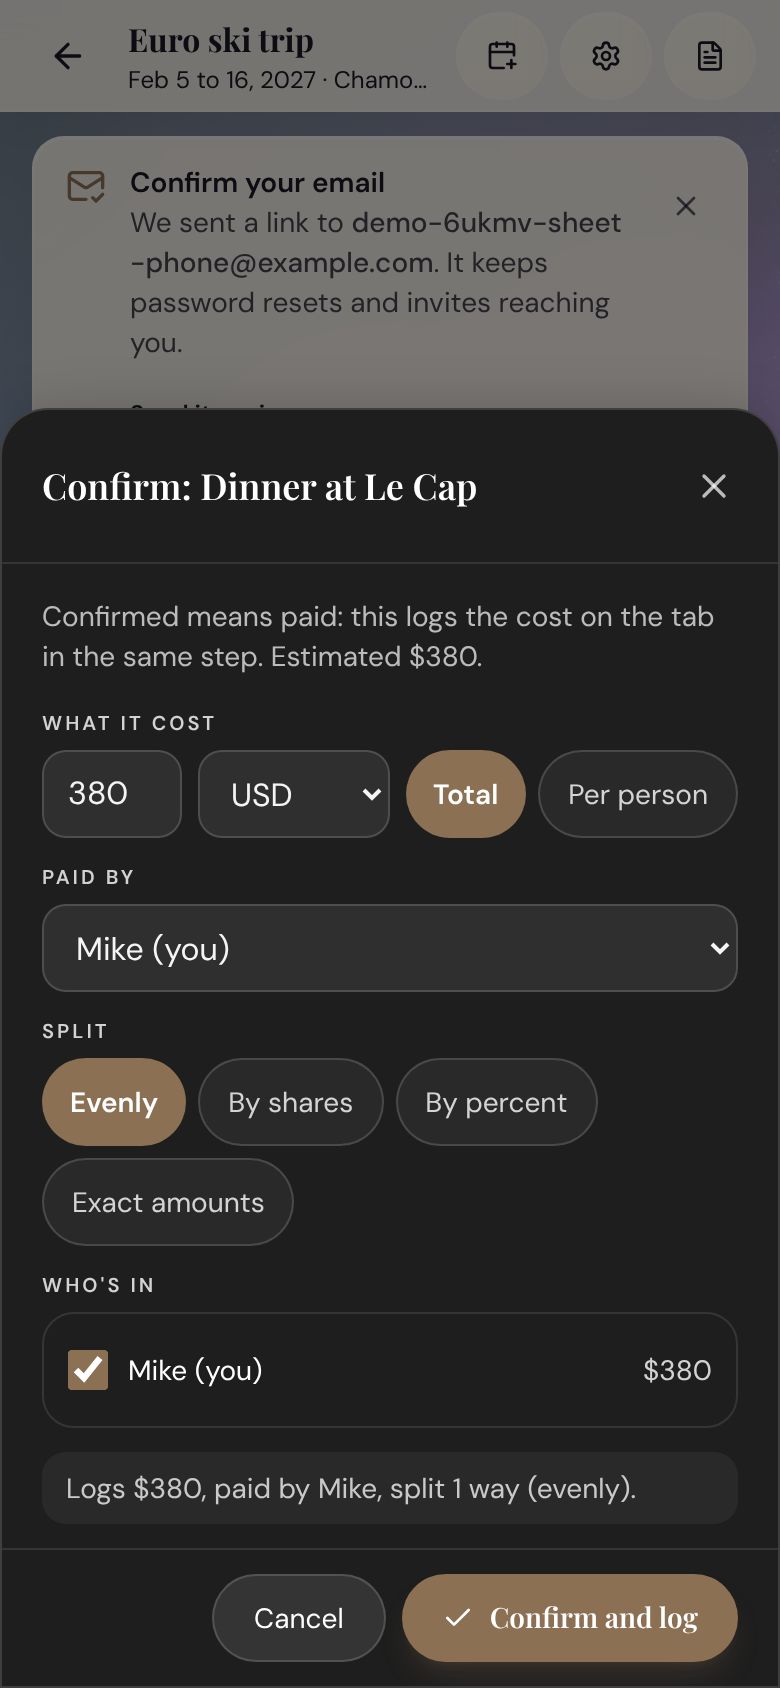 Euro ski trip
Feb 5 to 16, 2027 · Chamo...
Confirm your email
We sent a link to demo-6ukmv-sheet
-phone@example.com. It keeps
password resets and invites reaching
you.
Confirm: Dinner at Le Cap
Confirmed means paid: this logs the cost on the tab
in the same step. Estimated $380.
WHAT IT COST
380 USD Total Per person
PAID BY
Mike (you)
SPLIT
Evenly By shares By percent
Exact amounts
WHO'S IN
Mike (you) $380
Logs $380, paid by Mike, split 1 way (evenly).
Cancel Confirm and log